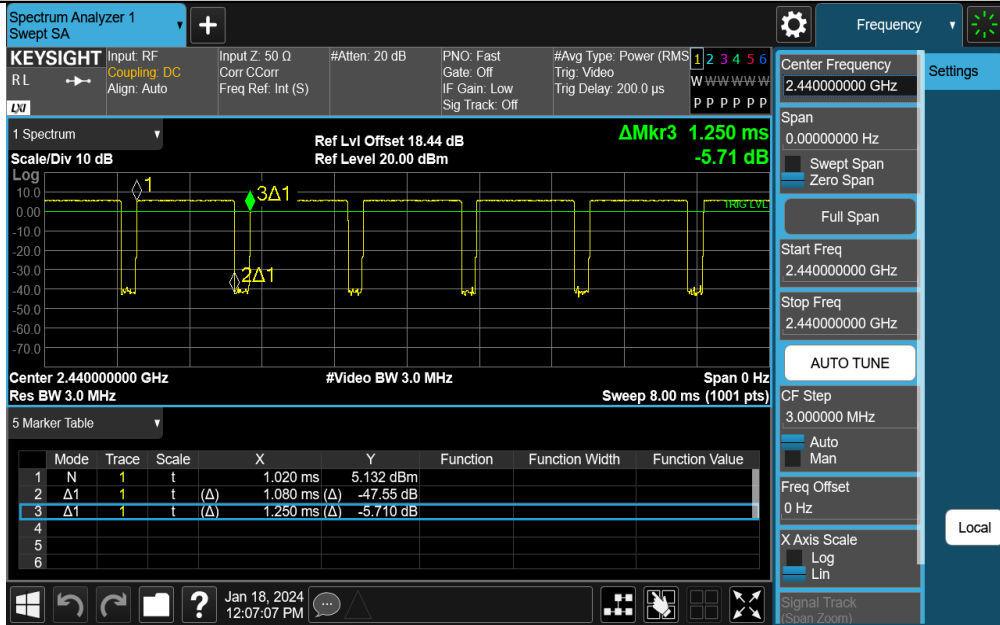 Spectrum Analyzer 1
Swept SA
+
Frequency
KEYSIGHT
RL
LXI
Input: RF
Coupling: DC
Align: Auto
Input Z: 50 Ω
Corr CCorr
Freq Ref: Int (S)
#Atten: 20 dB
PNO: Fast
Gate: Off
IF Gain: Low
Sig Track: Off
#Avg Type: Power (RMS
Trig: Video
Trig Delay: 200.0 µs
1 2 3 4 5 6
W W W W W W
P P P P P P
1 Spectrum
Scale/Div 10 dB
Ref Lvl Offset 18.44 dB
Ref Level 20.00 dBm
ΔMkr3 1.250 ms
-5.71 dB
Log
10.0
0.00
-10.0
-20.0
-30.0
-40.0
-50.0
-60.0
-70.0
1
3Δ1
2Δ1
TRIG LVL
Center 2.440000000 GHz
#Video BW 3.0 MHz
Span 0 Hz
Res BW 3.0 MHz
Sweep 8.00 ms (1001 pts)
5 Marker Table
Mode Trace Scale X Y Function Function Width Function Value
1 N 1 t 1.020 ms 5.132 dBm
2 Δ1 1 t (Δ) 1.080 ms (Δ) -47.55 dB
3 Δ1 1 t (Δ) 1.250 ms (Δ) -5.710 dB
4
5
6
Center Frequency
2.440000000 GHz
Settings
Span
0.00000000 Hz
Swept Span
Zero Span
Full Span
Start Freq
2.440000000 GHz
Stop Freq
2.440000000 GHz
AUTO TUNE
CF Step
3.000000 MHz
Auto
Man
Freq Offset
0 Hz
Local
X Axis Scale
Log
Lin
Signal Track
(Span Zoom)
?
Jan 18, 2024
12:07:07 PM